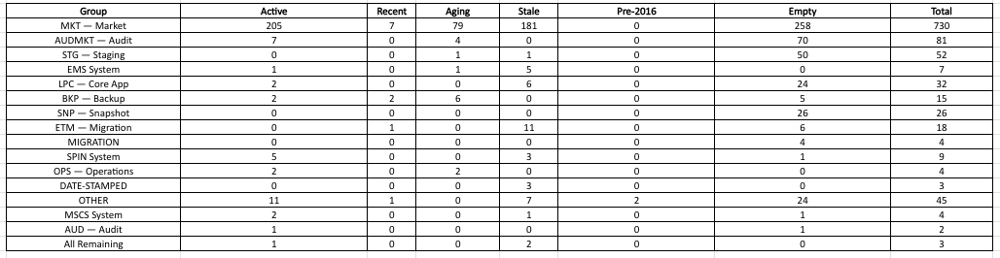 Group Active Recent Aging Stale Pre-2016 Empty Total
MKT — Market 205 7 79 181 0 258 730
AUDMKT — Audit 7 0 4 0 0 70 81
STG — Staging 0 0 1 1 0 50 52
EMS System 1 0 1 5 0 0 7
LPC — Core App 2 0 0 6 0 24 32
BKP — Backup 2 2 6 0 0 5 15
SNP — Snapshot 0 0 0 0 0 26 26
ETM — Migration 0 1 0 11 0 6 18
MIGRATION 0 0 0 0 0 4 4
SPIN System 5 0 0 3 0 1 9
OPS — Operations 2 0 2 0 0 0 4
DATE-STAMPED 0 0 0 3 0 0 3
OTHER 11 1 0 7 2 24 45
MSCS System 2 0 0 1 0 1 4
AUD — Audit 1 0 0 0 0 1 2
All Remaining 1 0 0 2 0 0 3